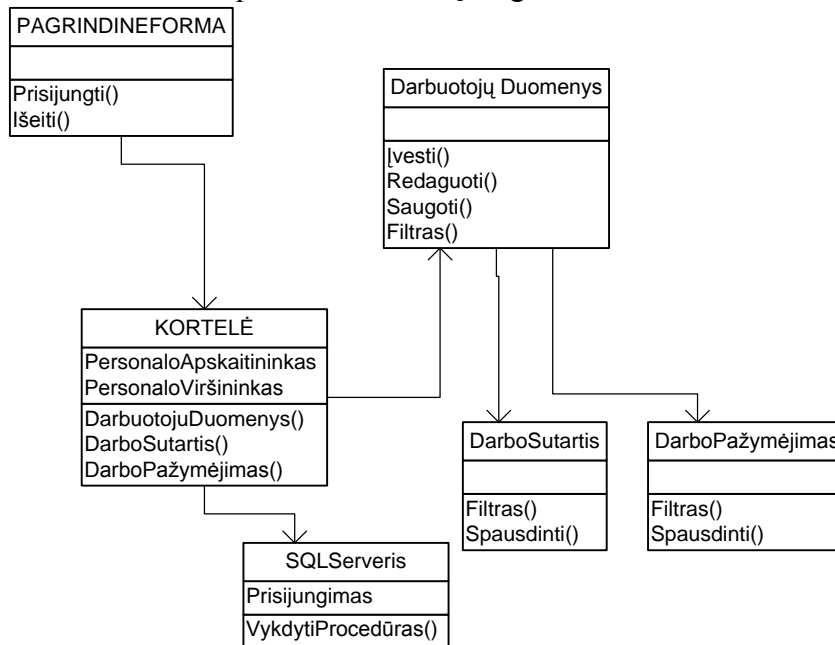 PAGRINDINEFORMA
Prisijungti()
Išeiti()
Darbuotojų Duomenys
Įvesti()
Redaguoti()
Saugoti()
Filtras()
KORTELĖ
PersonaloApskaitininkas
PersonaloViršininkas
DarbuotojuDuomenys()
DarboSutartis()
DarboPažymėjimas()
DarboSutartis
Filtras()
Spausdinti()
DarboPažymėjimas
Filtras()
Spausdinti()
SQLServeris
Prisijungimas
VykdytiProcedūras()